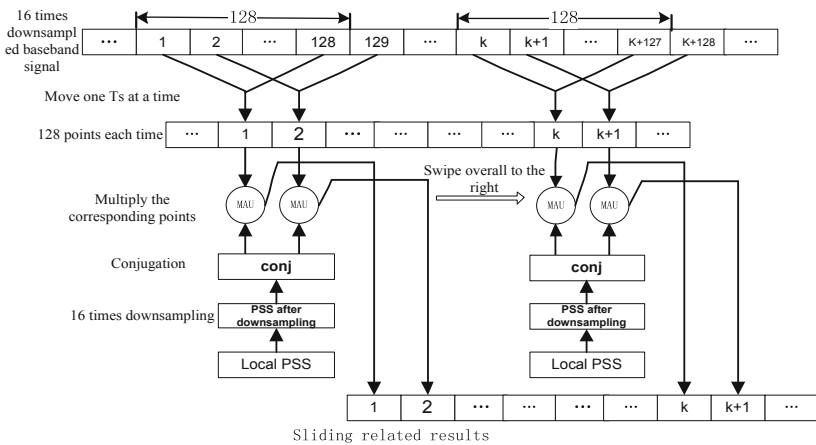 16 times
downsampl
ed baseband
signal
128
128
... 1 2 ... 128 129 ... k k+1 ... K+127 K+128 ...
Move one Ts at a time
128 points each time
... 1 2 ... ... ... ... k k+1 ...
Swipe overall to the
right
Multiply the
corresponding points
MAU MAU MAU MAU
Conjugation
conj conj
16 times downsampling
PSS after
downsampling
PSS after
downsampling
Local PSS Local PSS
1 2 ... ... ... ... k k+1 ...
Sliding related results